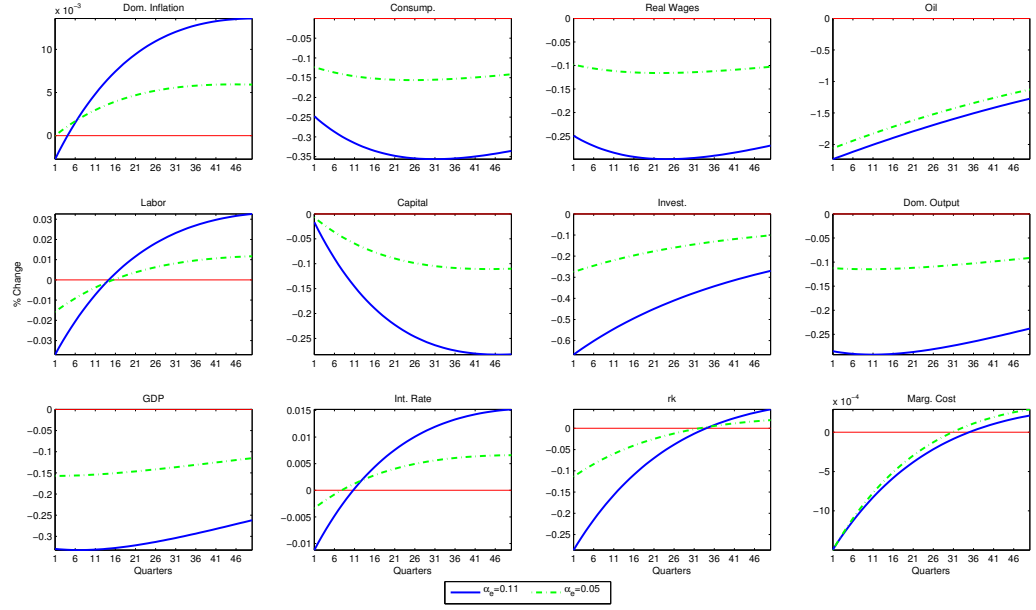 x 10⁻³ Dom. Inflation
10
5
0
1 6 11 16 21 26 31 36 41 46
Consump.
0
−0.05
−0.1
−0.15
−0.2
−0.25
−0.3
−0.35
1 6 11 16 21 26 31 36 41 46
Real Wages
0
−0.05
−0.1
−0.15
−0.2
−0.25
1 6 11 16 21 26 31 36 41 46
Oil
0
−0.5
−1
−1.5
−2
1 6 11 16 21 26 31 36 41 46
% Change
Labor
0.03
0.02
0.01
0
−0.01
−0.02
−0.03
1 6 11 16 21 26 31 36 41 46
Capital
0
−0.05
−0.1
−0.15
−0.2
−0.25
1 6 11 16 21 26 31 36 41 46
Invest.
0
−0.1
−0.2
−0.3
−0.4
−0.5
−0.6
1 6 11 16 21 26 31 36 41 46
Dom. Output
0
−0.05
−0.1
−0.15
−0.2
−0.25
1 6 11 16 21 26 31 36 41 46
GDP
0
−0.05
−0.1
−0.15
−0.2
−0.25
−0.3
1 6 11 16 21 26 31 36 41 46
Quarters
Int. Rate
0.015
0.01
0.005
0
−0.005
−0.01
1 6 11 16 21 26 31 36 41 46
Quarters
rk
0
−0.05
−0.1
−0.15
−0.2
−0.25
1 6 11 16 21 26 31 36 41 46
Quarters
x 10⁻⁴ Marg. Cost
0
−5
−10
1 6 11 16 21 26 31 36 41 46
Quarters
αₑ=0.11 αₑ=0.05